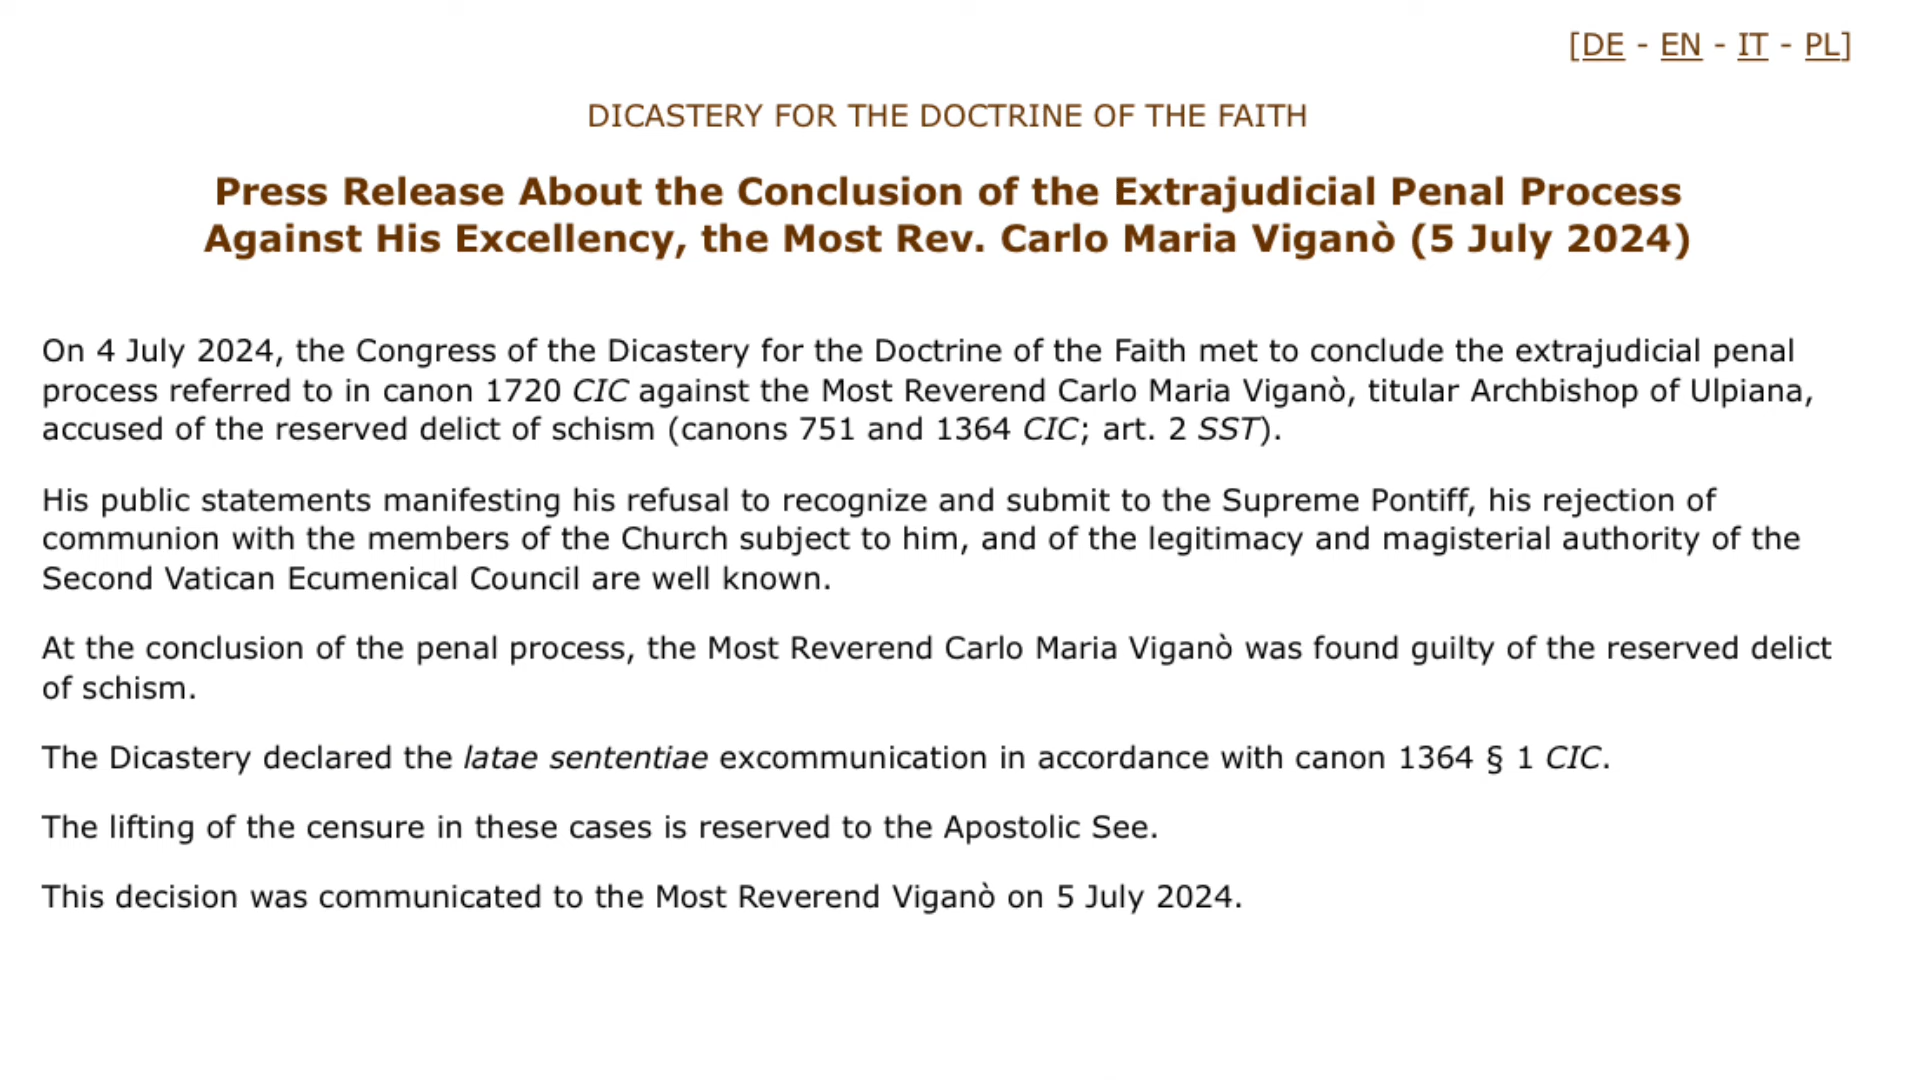 [DE - EN - IT - PL]
DICASTERY FOR THE DOCTRINE OF THE FAITH
Press Release About the Conclusion of the Extrajudicial Penal Process
Against His Excellency, the Most Rev. Carlo Maria Viganò (5 July 2024)
On 4 July 2024, the Congress of the Dicastery for the Doctrine of the Faith met to conclude the extrajudicial penal
process referred to in canon 1720 CIC against the Most Reverend Carlo Maria Viganò, titular Archbishop of Ulpiana,
accused of the reserved delict of schism (canons 751 and 1364 CIC; art. 2 SST).
His public statements manifesting his refusal to recognize and submit to the Supreme Pontiff, his rejection of
communion with the members of the Church subject to him, and of the legitimacy and magisterial authority of the
Second Vatican Ecumenical Council are well known.
At the conclusion of the penal process, the Most Reverend Carlo Maria Viganò was found guilty of the reserved delict
of schism.
The Dicastery declared the latae sententiae excommunication in accordance with canon 1364 § 1 CIC.
The lifting of the censure in these cases is reserved to the Apostolic See.
This decision was communicated to the Most Reverend Viganò on 5 July 2024.